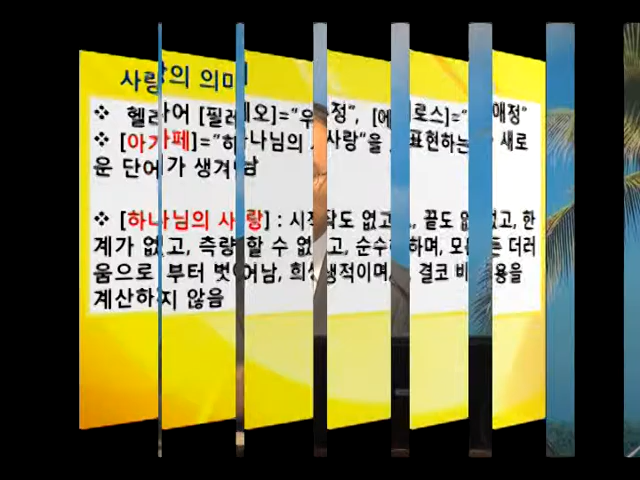 사랑의 의미
❖ 헬라어 [필레오]="우정", [에로스]="애정"
❖ [아가페]="하나님의 사랑"을 표현하는 새로
운 단어가 생겨남
❖ [하나님의 사랑] : 시작도 없고, 끝도 없고, 한
계가 없고, 측량할 수 없고, 순수하며, 모든 더러
움으로 부터 벗어남, 희생적이며, 결코 비용을
계산하지 않음